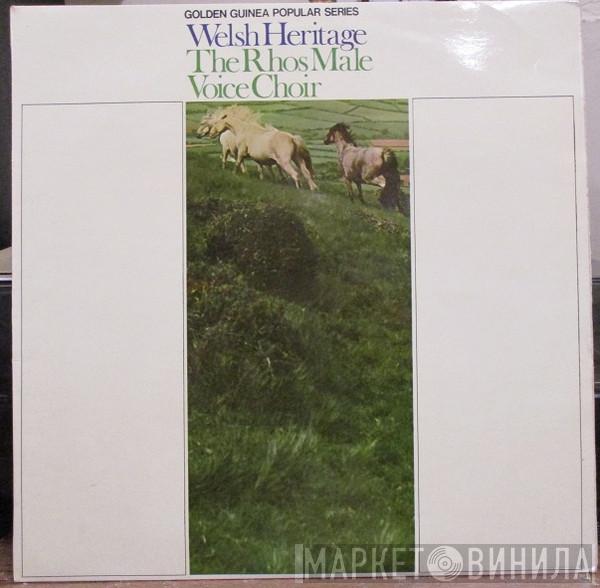 GOLDEN GUINEA POPULAR SERIES
Welsh Heritage
The Rhos Male
Voice Choir
МАРКЕТ ВИНИЛА